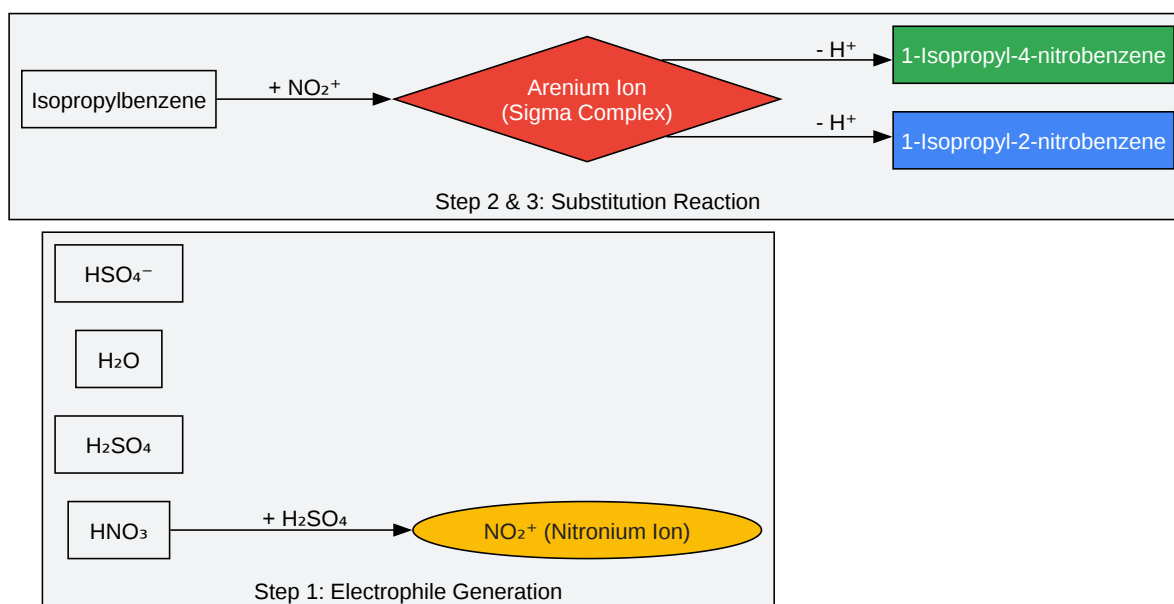 Isopropylbenzene
+ NO₂⁺
Arenium Ion
(Sigma Complex)
- H⁺
1-Isopropyl-4-nitrobenzene
- H⁺
1-Isopropyl-2-nitrobenzene
Step 2 & 3: Substitution Reaction
HSO₄⁻
H₂O
H₂SO₄
HNO₃
+ H₂SO₄
NO₂⁺ (Nitronium Ion)
Step 1: Electrophile Generation